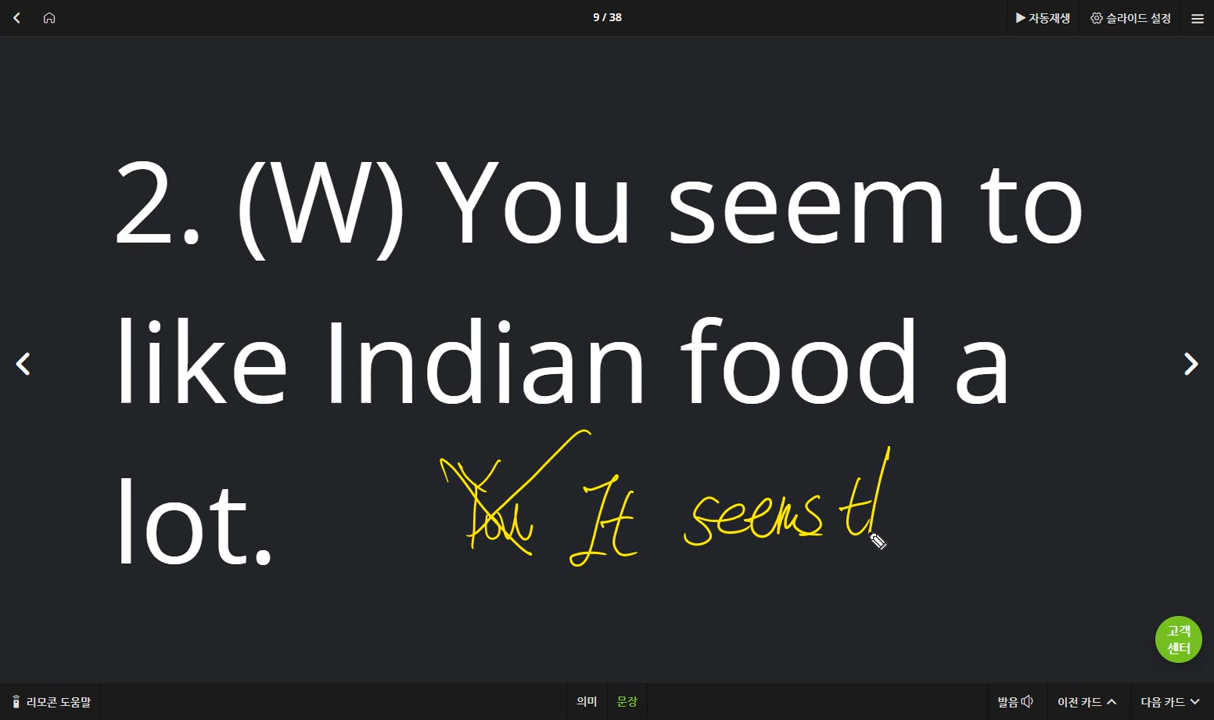 9 / 38
▶ 자동재생
슬라이드 설정
2. (W) You seem to
like Indian food a
lot.
You It seems th
고객
센터
리모콘 도움말
의미
문장
발음
이전 카드
다음 카드